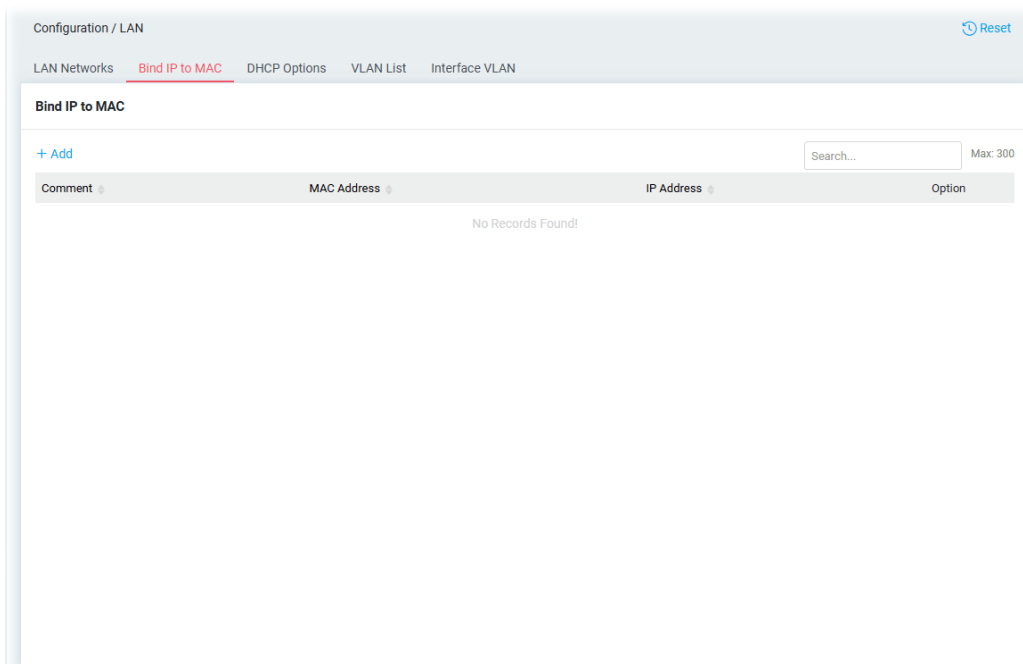 Configuration / LAN
Reset
LAN Networks Bind IP to MAC DHCP Options VLAN List Interface VLAN
Bind IP to MAC
+ Add
Search...
Max: 300
Comment MAC Address IP Address Option
No Records Found!